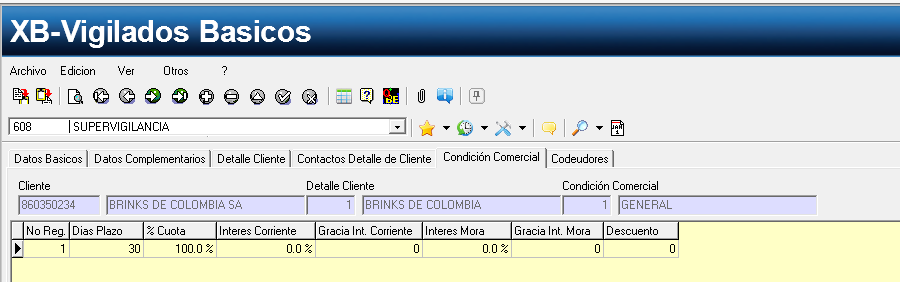 XB-Vigilados Basicos
Archivo Edicion Ver Otros ?
608 SUPERVIGILANCIA
Datos Basicos Datos Complementarios Detalle Cliente Contactos Detalle de Cliente Condición Comercial Codeudores
Cliente Detalle Cliente Condición Comercial
860350234 BRINKS DE COLOMBIA SA 1 BRINKS DE COLOMBIA 1 GENERAL
No Reg. Dias Plazo % Cuota Interes Corriente Gracia Int. Corriente Interes Mora Gracia Int. Mora Descuento
1 30 100.0 % 0.0 % 0 0.0 % 0 0